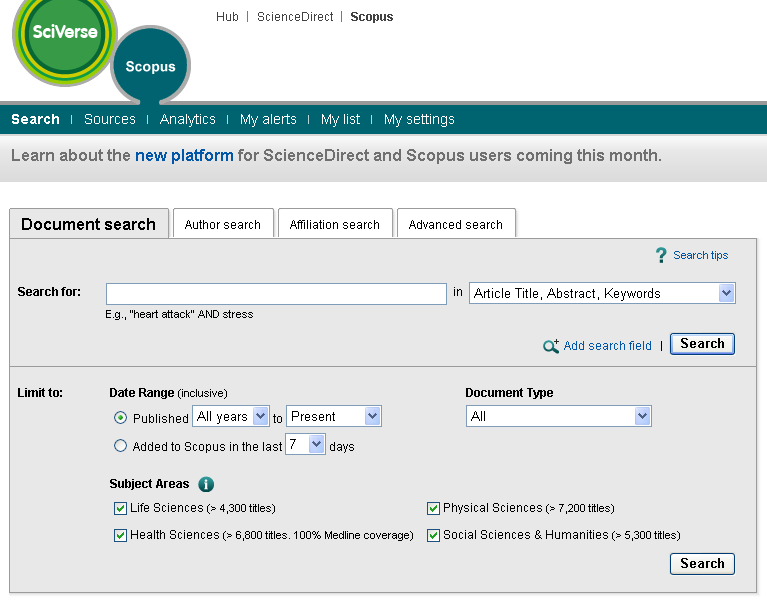 Hub | ScienceDirect | Scopus
SciVerse
Scopus
Search | Sources | Analytics | My alerts | My list | My settings
Learn about the new platform for ScienceDirect and Scopus users coming this month.
Document search Author search Affiliation search Advanced search
? Search tips
Search for: in Article Title, Abstract, Keywords
E.g., "heart attack" AND stress
Add search field | Search
Limit to: Date Range (inclusive) Document Type
Published All years to Present All
Added to Scopus in the last 7 days
Subject Areas i
Life Sciences (> 4,300 titles) Physical Sciences (> 7,200 titles)
Health Sciences (> 6,800 titles. 100% Medline coverage) Social Sciences & Humanities (> 5,300 titles)
Search